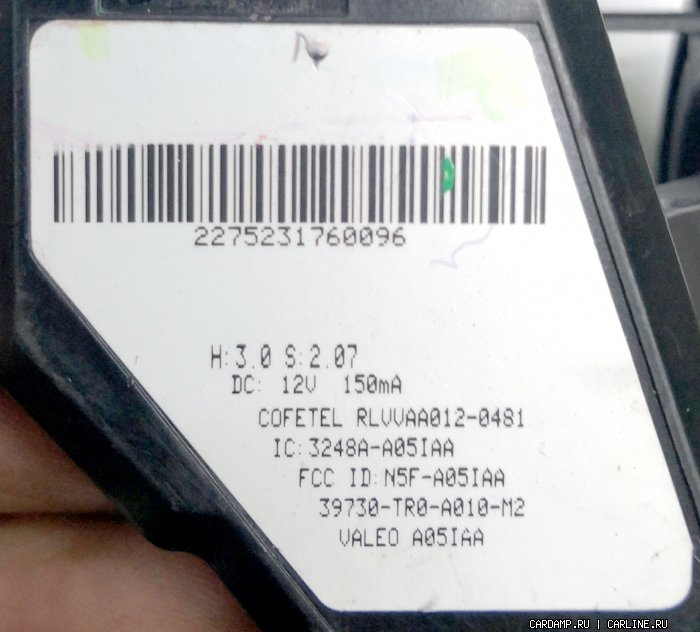 2275231760096
H:3.0 S:2.07
DC: 12V 150mA
COFETEL RLVVAA012-0481
IC:3248A-A05IAA
FCC ID:N5F-A05IAA
39730-TR0-A010-M2
VALEO A05IAA
CARDAMP.RU | CARLINE.RU